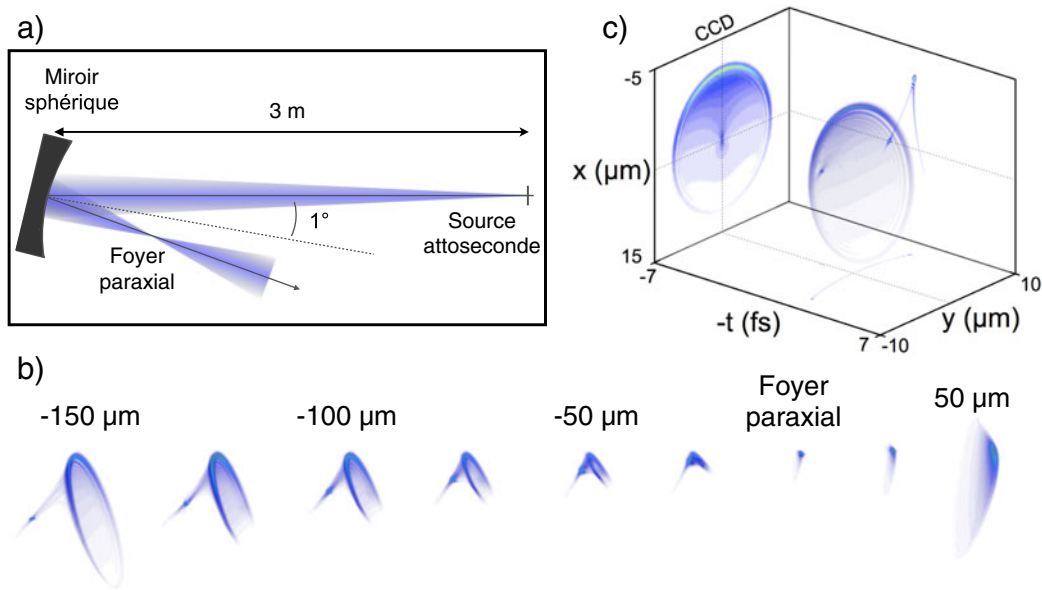 a)
Miroir
sphérique
3 m
1°
Source
attoseconde
Foyer
paraxial
c)
CCD
-5
x (µm)
15
-7
-t (fs)
7
-10
y (µm)
10
b)
-150 µm
-100 µm
-50 µm
Foyer
paraxial
50 µm